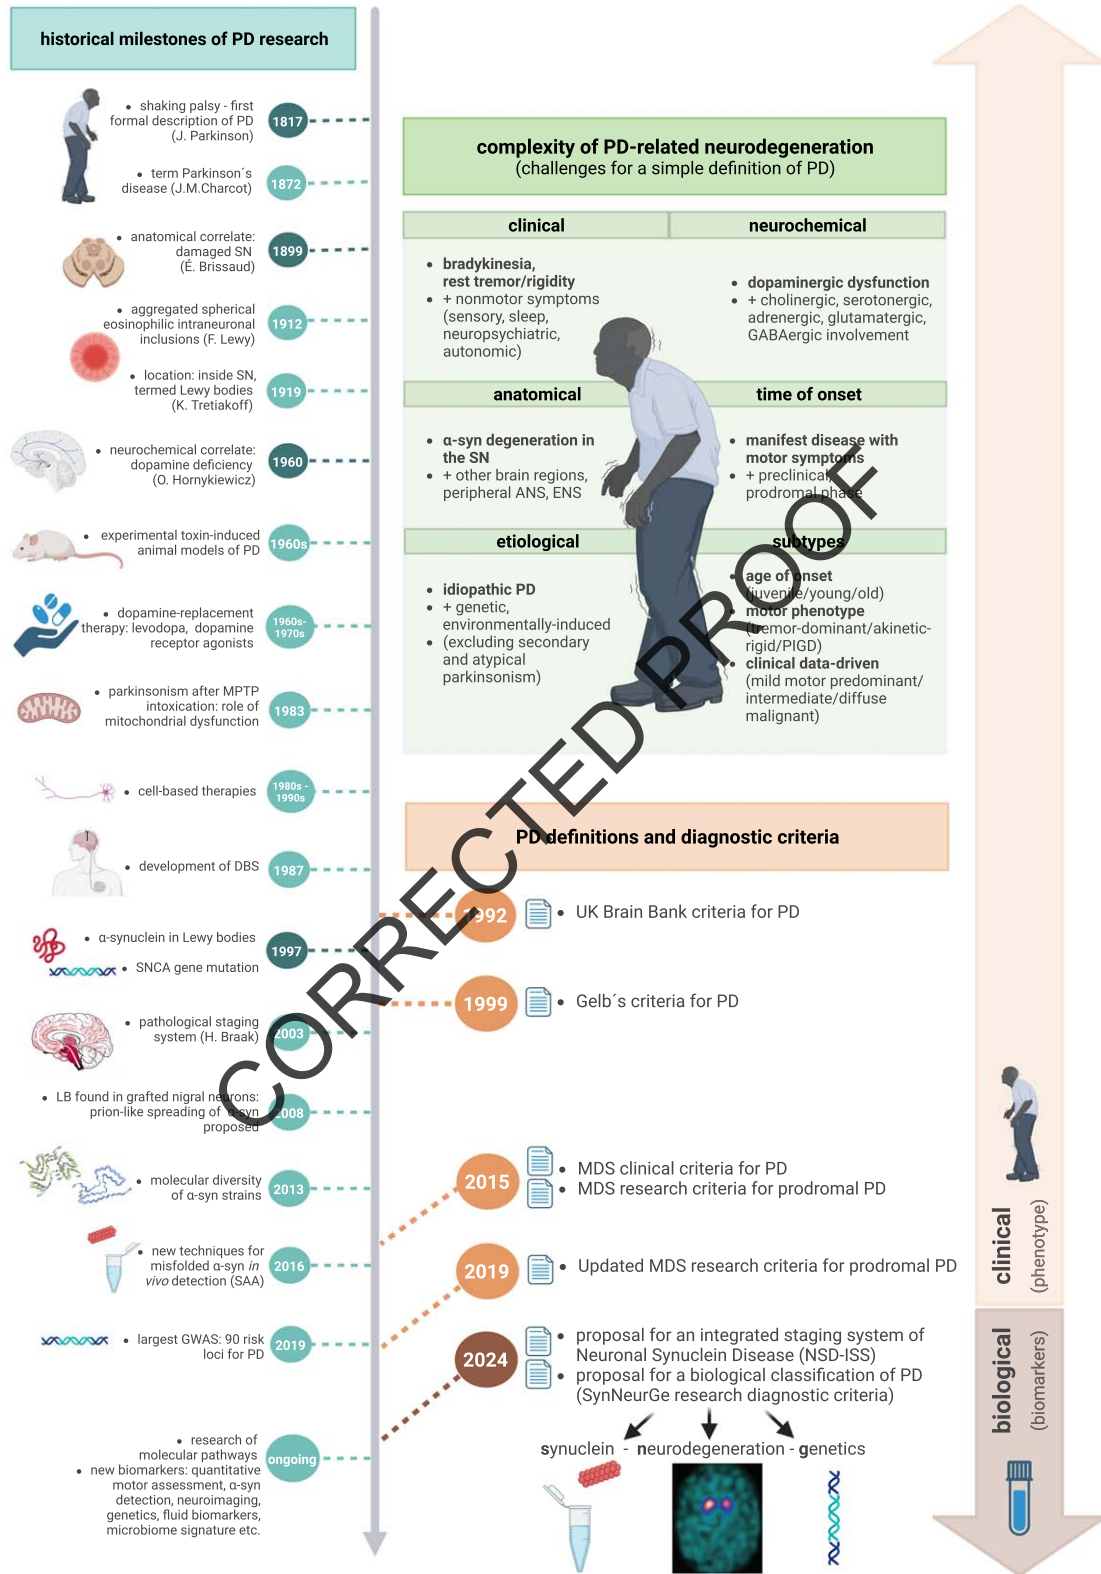 historical milestones of PD research
• shaking palsy - first
formal description of PD
(J. Parkinson)
1817
• term Parkinson´s
disease (J.M.Charcot)
1872
• anatomical correlate:
damaged SN
(É. Brissaud)
1899
• aggregated spherical
eosinophilic intraneuronal
inclusions (F. Lewy)
1912
• location: inside SN,
termed Lewy bodies
(K. Tretiakoff)
1919
• neurochemical correlate:
dopamine deficiency
(O. Hornykiewicz)
1960
• experimental toxin-induced
animal models of PD
1960s
• dopamine-replacement
therapy: levodopa, dopamine
receptor agonists
1960s-
1970s
• parkinsonism after MPTP
intoxication: role of
mitochondrial dysfunction
1983
• cell-based therapies
1980s -
1990s
• development of DBS
1987
• α-synuclein in Lewy bodies
• SNCA gene mutation
1997
• pathological staging
system (H. Braak)
2003
• LB found in grafted nigral neurons:
prion-like spreading of α-syn
proposed
2008
• molecular diversity
of α-syn strains
2013
• new techniques for
misfolded α-syn in
vivo detection (SAA)
2016
• largest GWAS: 90 risk
loci for PD
2019
• research of
molecular pathways
• new biomarkers: quantitative
motor assessment, α-syn
detection, neuroimaging,
genetics, fluid biomarkers,
microbiome signature etc.
ongoing
complexity of PD-related neurodegeneration
(challenges for a simple definition of PD)
clinical
• bradykinesia,
rest tremor/rigidity
• + nonmotor symptoms
(sensory, sleep,
neuropsychiatric,
autonomic)
neurochemical
• dopaminergic dysfunction
• + cholinergic, serotonergic,
adrenergic, glutamatergic,
GABAergic involvement
anatomical
• α-syn degeneration in
the SN
• + other brain regions,
peripheral ANS, ENS
time of onset
• manifest disease with
motor symptoms
• + preclinical,
prodromal phase
etiological
• idiopathic PD
• + genetic,
environmentally-induced
• (excluding secondary
and atypical
parkinsonism)
subtypes
• age of onset
(juvenile/young/old)
• motor phenotype
(tremor-dominant/akinetic-
rigid/PIGD)
• clinical data-driven
(mild motor predominant/
intermediate/diffuse
malignant)
PD definitions and diagnostic criteria
1992
• UK Brain Bank criteria for PD
1999
• Gelb´s criteria for PD
2015
• MDS clinical criteria for PD
• MDS research criteria for prodromal PD
2019
• Updated MDS research criteria for prodromal PD
2024
• proposal for an integrated staging system of
Neuronal Synuclein Disease (NSD-ISS)
• proposal for a biological classification of PD
(SynNeurGe research diagnostic criteria)
synuclein - neurodegeneration - genetics
clinical
(phenotype)
biological
(biomarkers)
CORRECTED PROOF